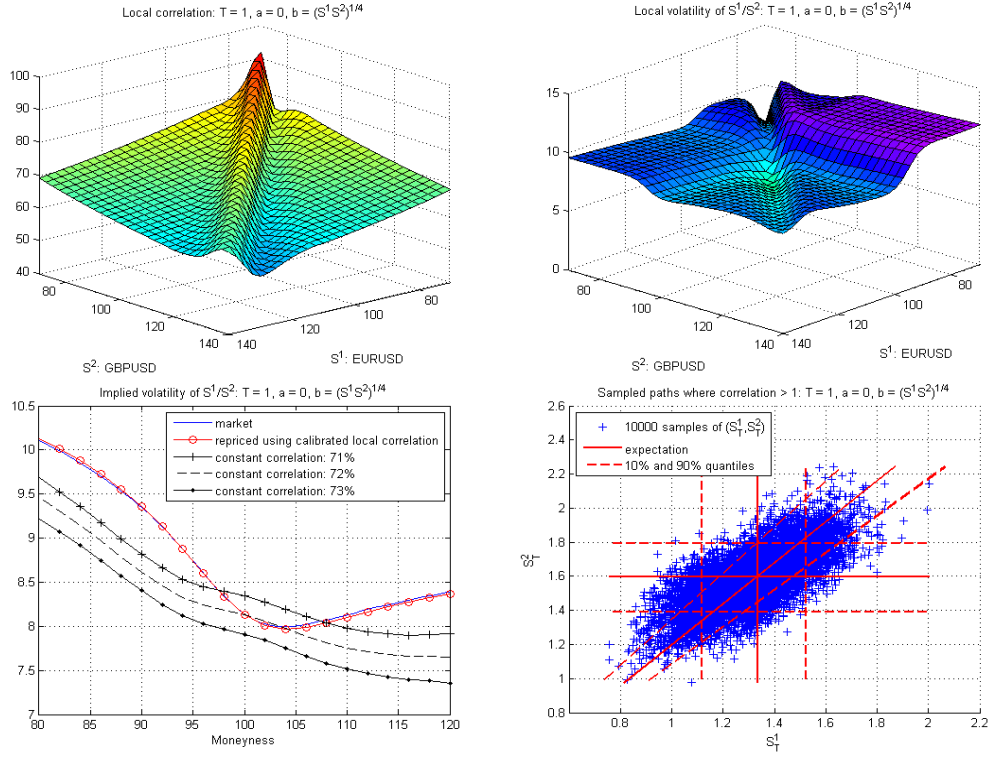 Local correlation: T = 1, a = 0, b = (S¹S²)^1/4
100
90
80
70
60
50
40
80
100
120
140
140
120
100
80
S²: GBPUSD
S¹: EURUSD
Local volatility of S¹/S²: T = 1, a = 0, b = (S¹S²)^1/4
15
10
5
0
80
100
120
140
140
120
100
80
S²: GBPUSD
S¹: EURUSD
Implied volatility of S¹/S²: T = 1, a = 0, b = (S¹S²)^1/4
10.5
10
9.5
9
8.5
8
7.5
7
market
repriced using calibrated local correlation
constant correlation: 71%
constant correlation: 72%
constant correlation: 73%
80 85 90 95 100 105 110 115 120
Moneyness
Sampled paths where correlation > 1: T = 1, a = 0, b = (S¹S²)^1/4
2.6
2.4
2.2
2
1.8
1.6
1.4
1.2
1
0.8
S²_T
10000 samples of (S¹_T,S²_T)
expectation
10% and 90% quantiles
0.8 1 1.2 1.4 1.6 1.8 2 2.2
S¹_T